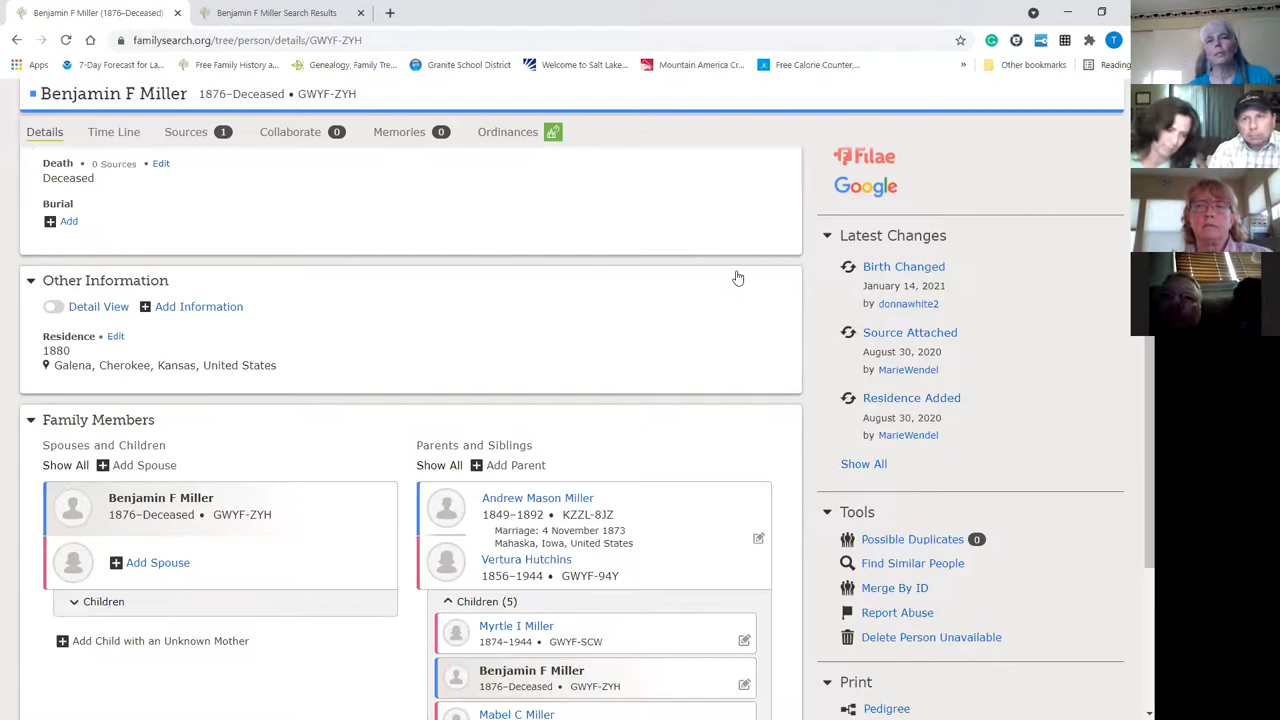 Benjamin F Miller (1876–Deceased)
Benjamin F Miller Search Results
familysearch.org/tree/person/details/GWYF-ZYH
T
Apps
7-Day Forecast for La...
Free Family History a...
Genealogy, Family Tre...
Granite School District
Welcome to Salt Lake...
Mountain America Cr...
Free Calorie Counter,...
»
Other bookmarks
Reading
Benjamin F Miller 1876–Deceased • GWYF-ZYH
Details
Time Line
Sources 1
Collaborate 0
Memories 0
Ordinances
Death • 0 Sources • Edit
Deceased
Burial
Add
Other Information
Detail View
Add Information
Residence • Edit
1880
Galena, Cherokee, Kansas, United States
Family Members
Spouses and Children
Show All Add Spouse
Benjamin F Miller
1876–Deceased • GWYF-ZYH
Add Spouse
Children
Add Child with an Unknown Mother
Parents and Siblings
Show All Add Parent
Andrew Mason Miller
1849–1892 • KZZL-8JZ
Marriage: 4 November 1873
Mahaska, Iowa, United States
Vertura Hutchins
1856–1944 • GWYF-94Y
Children (5)
Myrtle I Miller
1874–1944 • GWYF-SCW
Benjamin F Miller
1876–Deceased • GWYF-ZYH
Mabel C Miller
Filae
Google
Latest Changes
Birth Changed
January 14, 2021
by donnawhite2
Source Attached
August 30, 2020
by MarieWendel
Residence Added
August 30, 2020
by MarieWendel
Show All
Tools
Possible Duplicates 0
Find Similar People
Merge By ID
Report Abuse
Delete Person Unavailable
Print
Pedigree